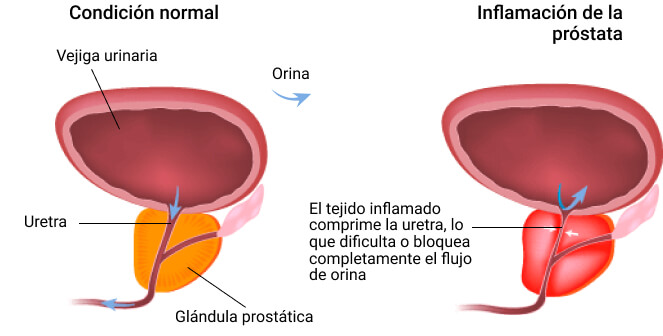 Condición normal
Inflamación de la
próstata
Vejiga urinaria
Orina
Uretra
El tejido inflamado
comprime la uretra, lo
que dificulta o bloquea
completamente el flujo
de orina
Glándula prostática